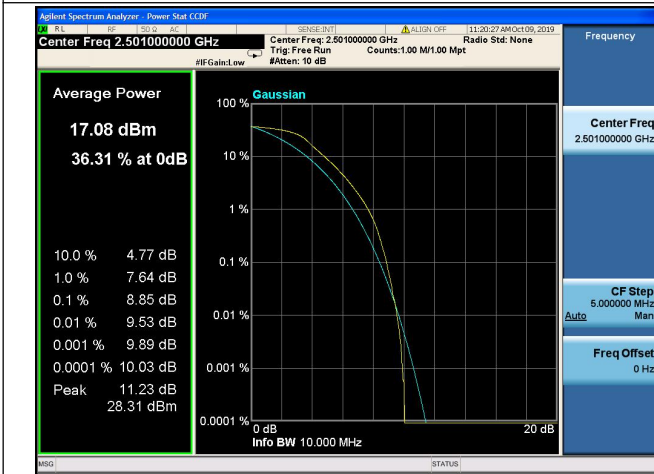 Agilent Spectrum Analyzer - Power Stat CCDF
RL RF 50 Ω AC SENSE:INT ALIGN OFF 11:20:27 AM Oct 09, 2019
Center Freq 2.501000000 GHz
Center Freq: 2.501000000 GHz Radio Std: None
Trig: Free Run Counts:1.00 M/1.00 Mpt
#IFGain:Low #Atten: 10 dB
Frequency
Average Power
17.08 dBm
36.31 % at 0dB
10.0 % 4.77 dB
1.0 % 7.64 dB
0.1 % 8.85 dB
0.01 % 9.53 dB
0.001 % 9.89 dB
0.0001 % 10.03 dB
Peak 11.23 dB
28.31 dBm
Gaussian
100 %
10 %
1 %
0.1 %
0.01 %
0.001 %
0.0001 %
0 dB 20 dB
Info BW 10.000 MHz
Center Freq
2.501000000 GHz
CF Step
5.000000 MHz
Auto Man
Freq Offset
0 Hz
MSG STATUS